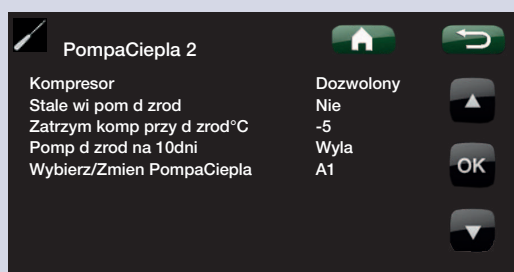 PompaCiepla 2
Kompresor Dozwolony
Stale wi pom d zrod Nie
Zatrzym komp przy d zrod°C -5
Pomp d zrod na 10dni Wyla
Wybierz/Zmien PompaCiepla A1
OK